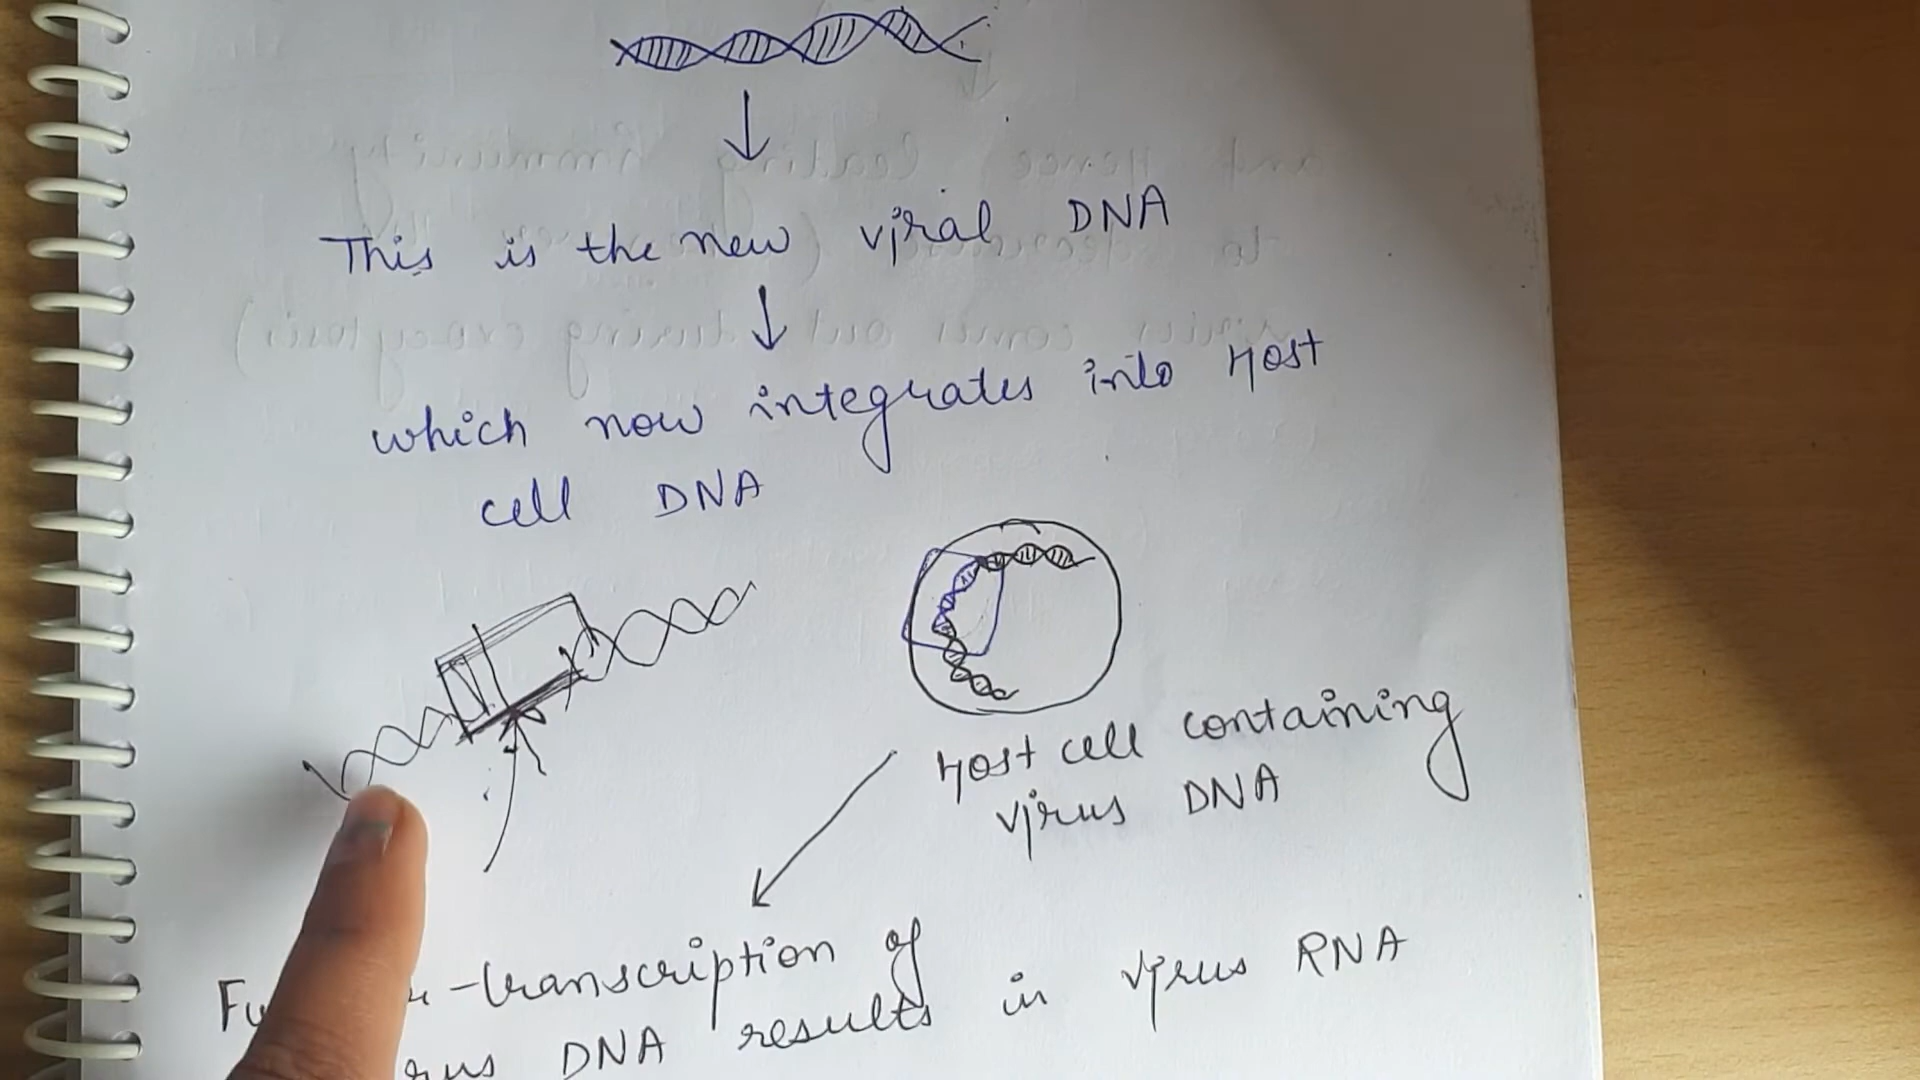 This is the new viral DNA
which now integrates into Host
cell DNA
Host cell containing
virus DNA
transcription of
DNA results in virus RNA